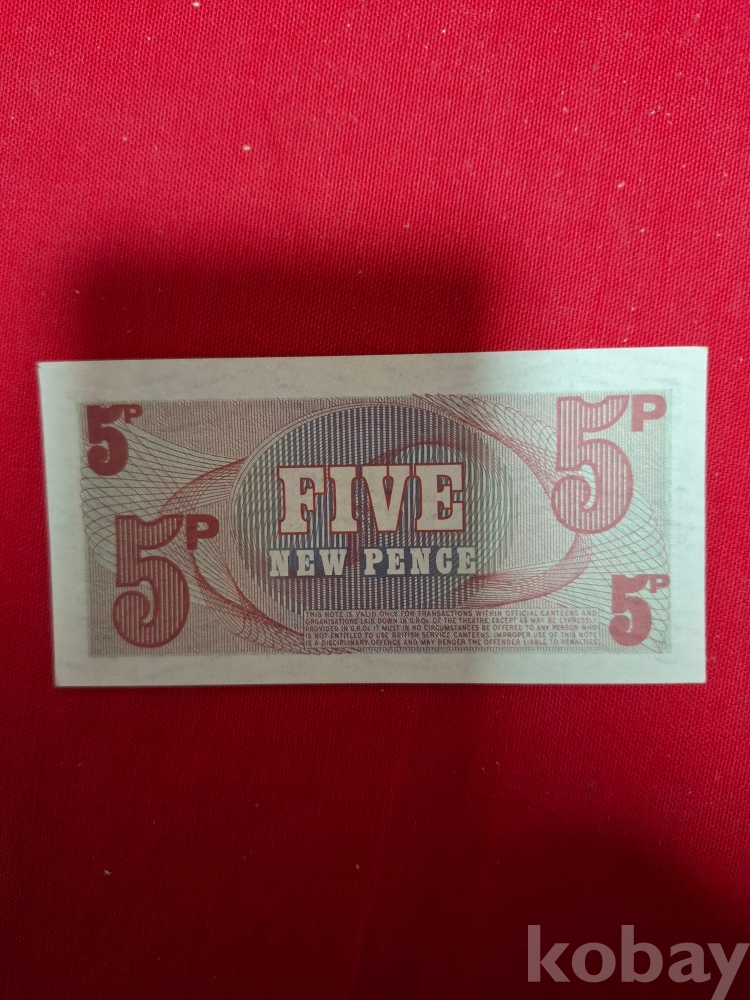 5P
5P
FIVE
NEW PENCE
5P
5P
THIS NOTE IS VALID ONLY FOR TRANSACTIONS WITHIN OFFICIAL CANTEENS AND
ORGANISATIONS LAID DOWN IN G.R.Os. OF THE THEATRE. EXCEPT AS MAY BE EXPRESSLY
PROVIDED IN G.R.Os. IT MUST IN NO CIRCUMSTANCES BE OFFERED TO ANY PERSON WHO
IS NOT ENTITLED TO USE BRITISH SERVICE CANTEENS. IMPROPER USE OF THIS NOTE
IS A DISCIPLINARY OFFENCE AND MAY RENDER THE OFFENDER LIABLE TO PENALTIES
kobay